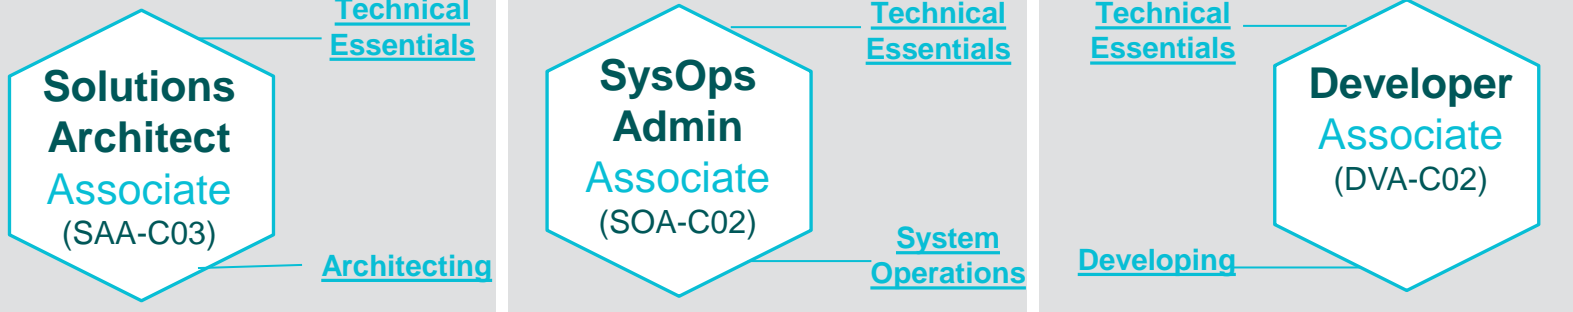 Technical
Essentials
Solutions
Architect
Associate
(SAA-C03)
Architecting
Technical
Essentials
SysOps
Admin
Associate
(SOA-C02)
System
Operations
Technical
Essentials
Developer
Associate
(DVA-C02)
Developing